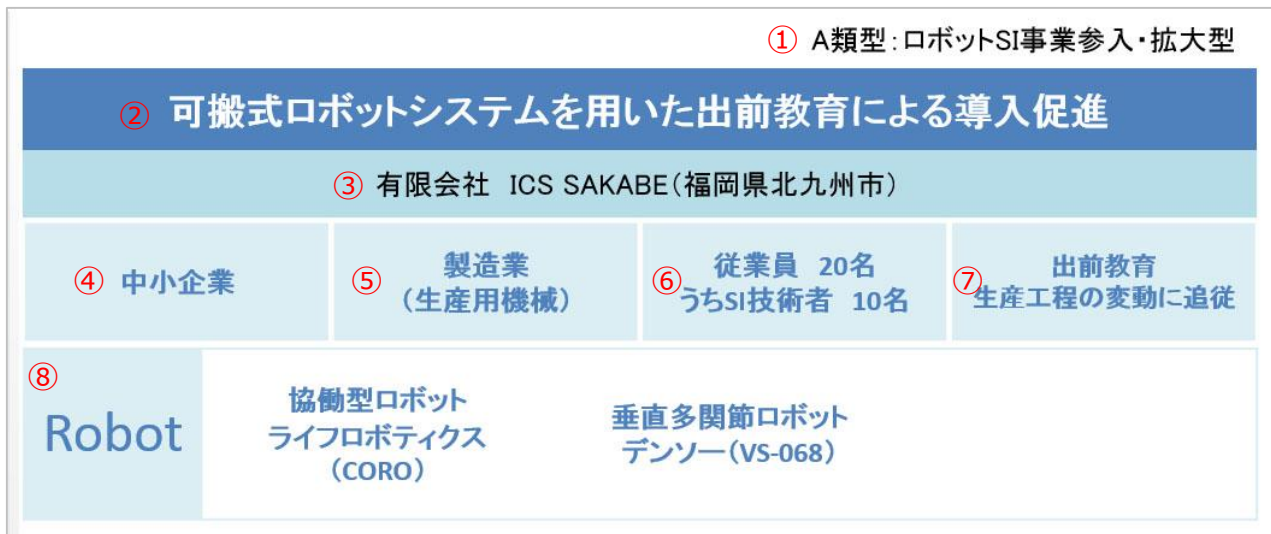 ① A類型:ロボットSI事業参入・拡大型
② 可搬式ロボットシステムを用いた出前教育による導入促進
③ 有限会社 ICS SAKABE(福岡県北九州市)
④ 中小企業
⑤ 製造業
(生産用機械)
⑥ 従業員 20名
うちSI技術者 10名
⑦ 出前教育
生産工程の変動に追従
⑧
Robot
協働型ロボット
ライフロボティクス
(CORO)
垂直多関節ロボット
デンソー(VS-068)